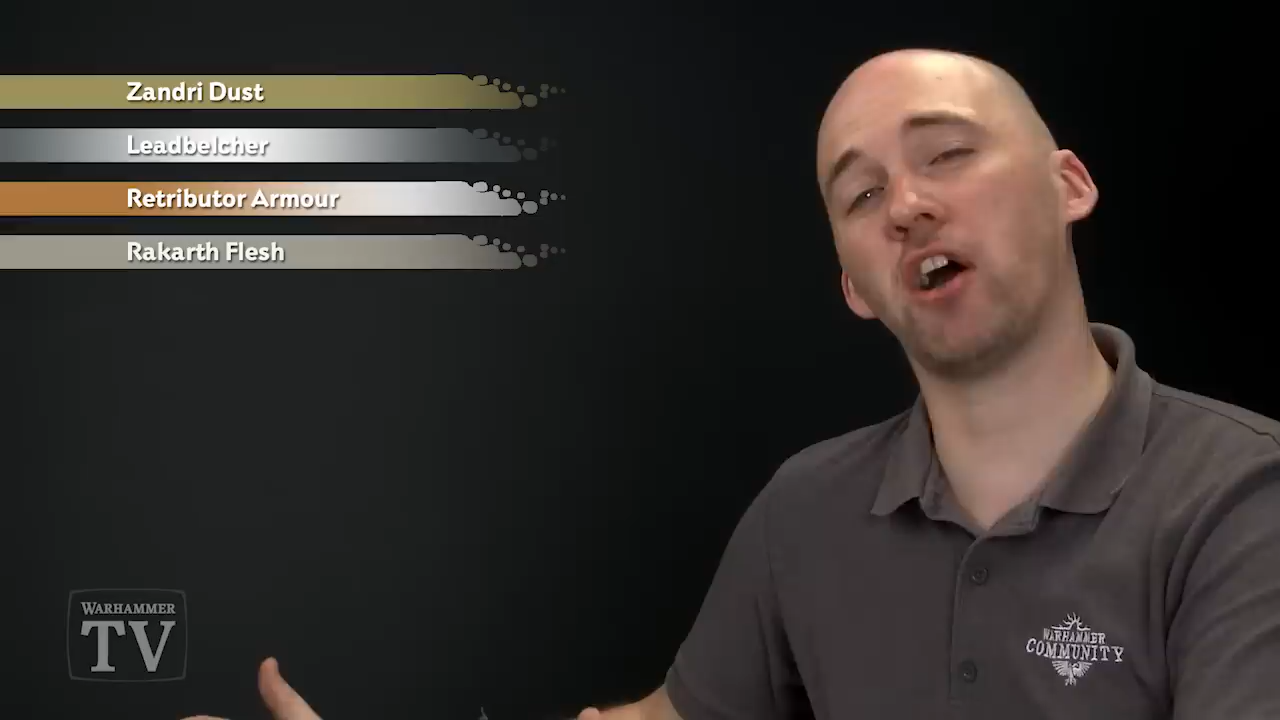 Zandri Dust
Leadbelcher
Retributor Armour
Rakarth Flesh
WARHAMMER
TV
WARHAMMER
COMMUNITY